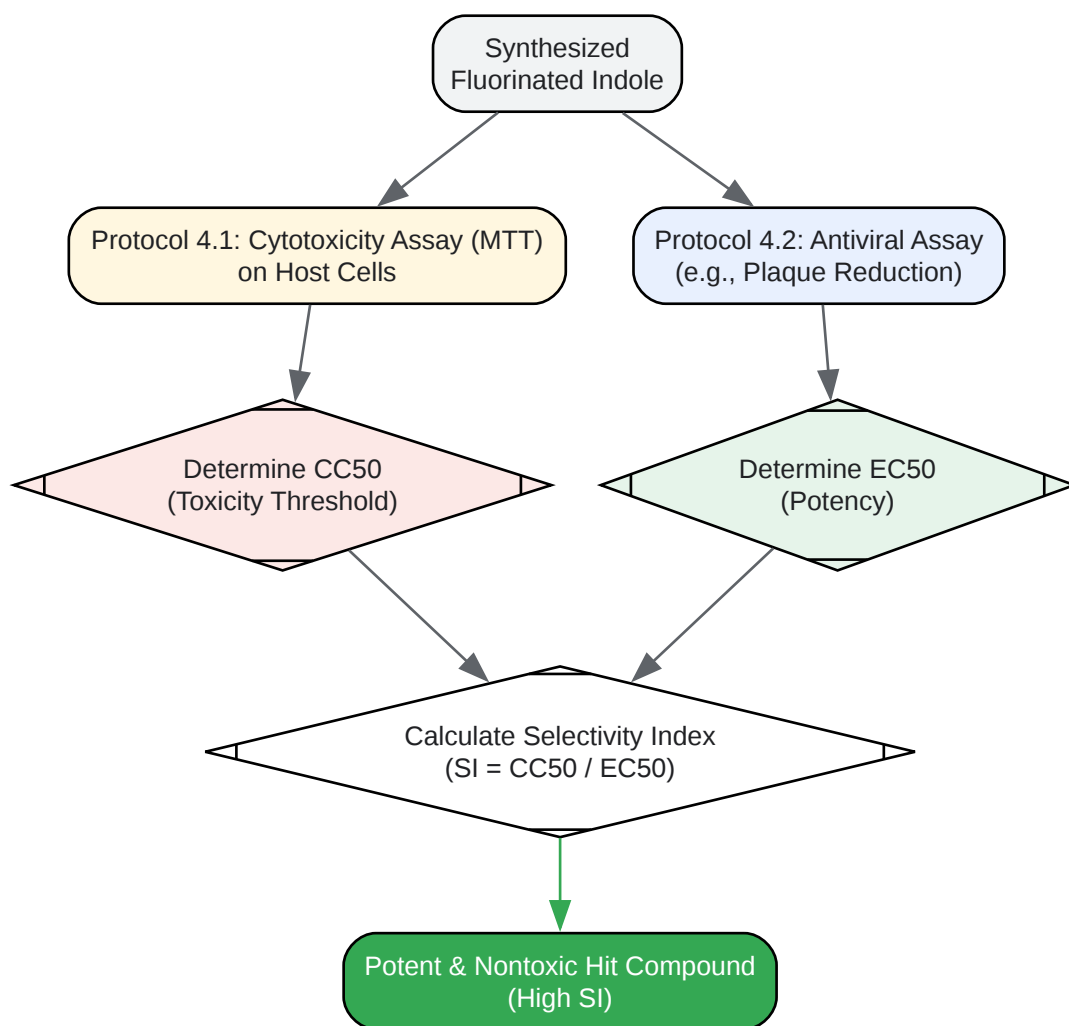 Synthesized
Fluorinated Indole
Protocol 4.1: Cytotoxicity Assay (MTT)
on Host Cells
Protocol 4.2: Antiviral Assay
(e.g., Plaque Reduction)
Determine CC50
(Toxicity Threshold)
Determine EC50
(Potency)
Calculate Selectivity Index
(SI = CC50 / EC50)
Potent & Nontoxic Hit Compound
(High SI)